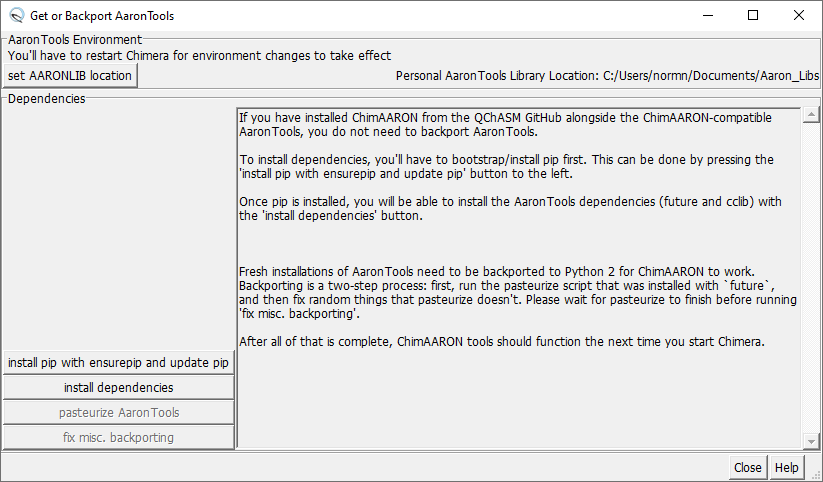 Get or Backport AaronTools
AaronTools Environment
You'll have to restart Chimera for environment changes to take effect
set AARONLIB location
Personal AaronTools Library Location: C:/Users/normn/Documents/Aaron_Libs
Dependencies
If you have installed ChimAARON from the QChASM GitHub alongside the ChimAARON-compatible
AaronTools, you do not need to backport AaronTools.
To install dependencies, you'll have to bootstrap/install pip first. This can be done by pressing the
'install pip with ensurepip and update pip' button to the left.
Once pip is installed, you will be able to install the AaronTools dependencies (future and cclib) with
the 'install dependencies' button.
Fresh installations of AaronTools need to be backported to Python 2 for ChimAARON to work.
Backporting is a two-step process: first, run the pasteurize script that was installed with `future`,
and then fix random things that pasteurize doesn't. Please wait for pasteurize to finish before running
'fix misc. backporting'.
After all of that is complete, ChimAARON tools should function the next time you start Chimera.
install pip with ensurepip and update pip
install dependencies
pasteurize AaronTools
fix misc. backporting
Close
Help